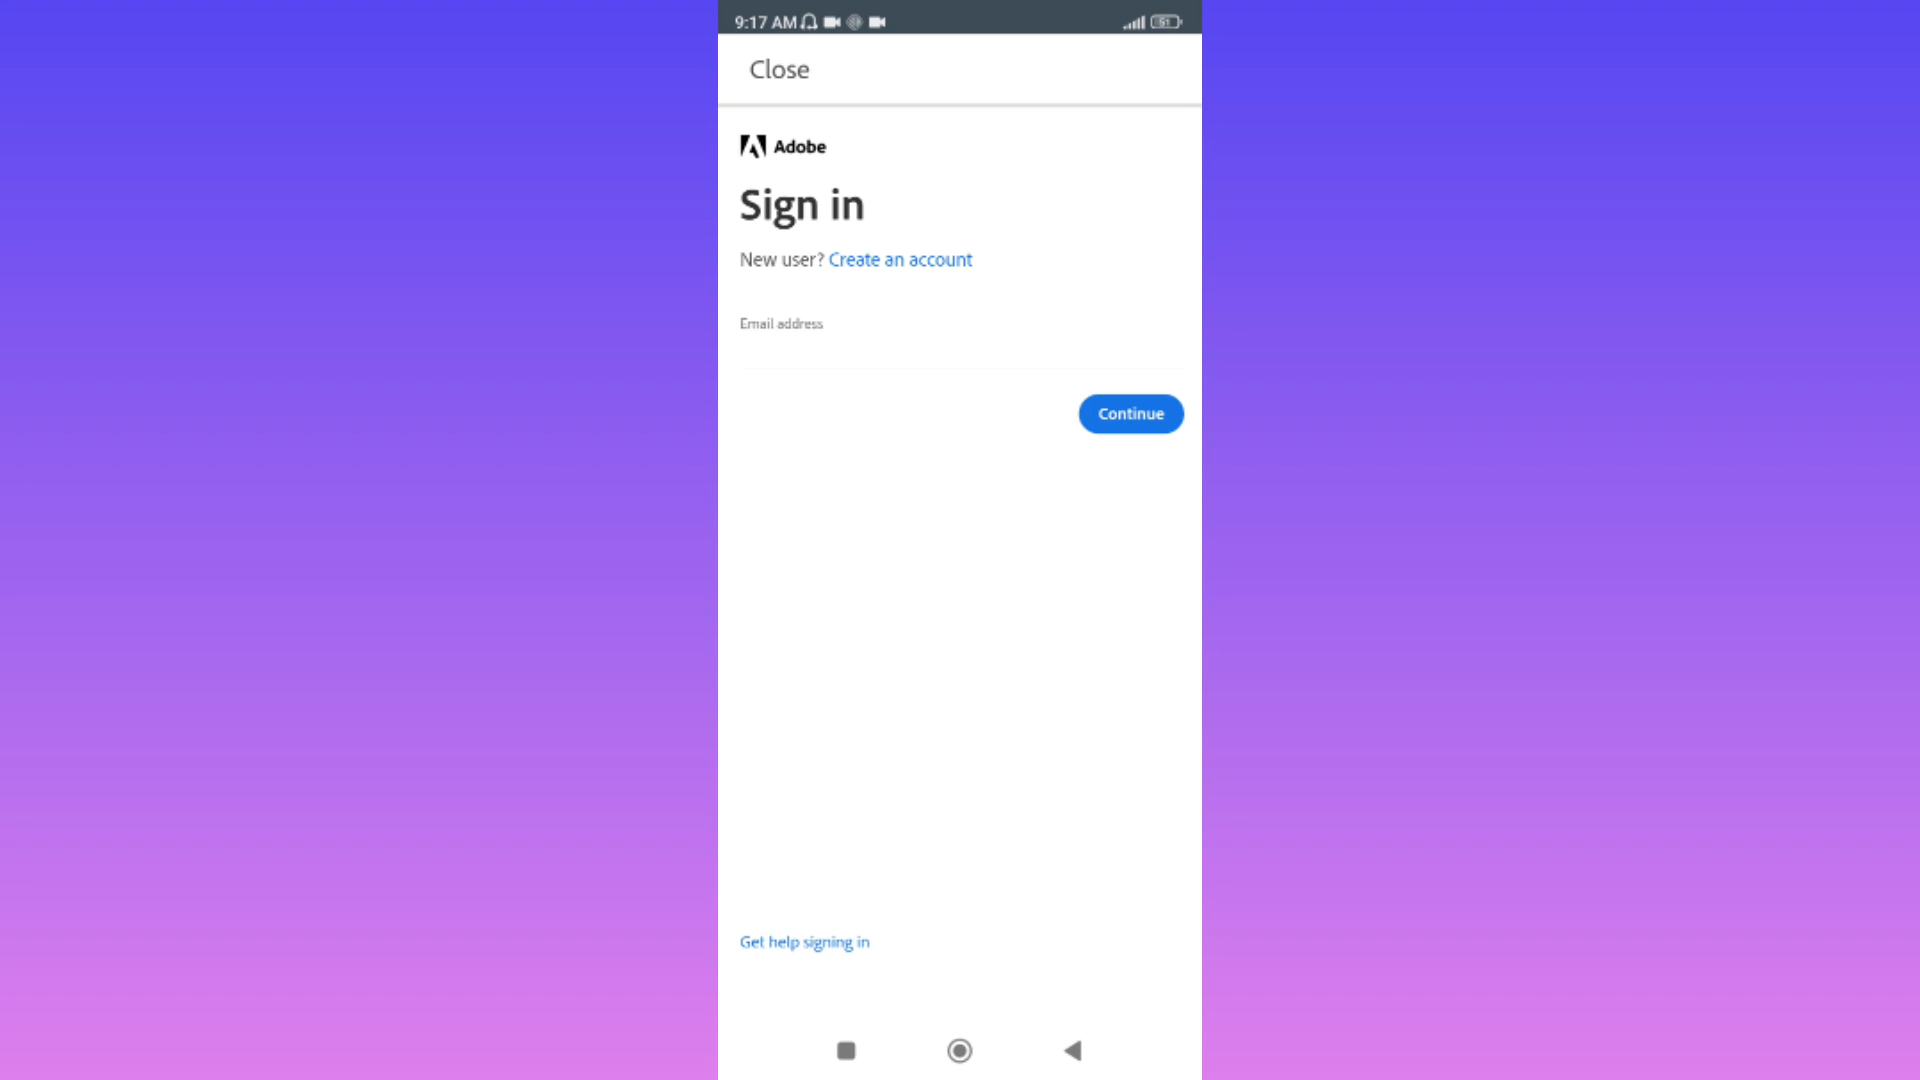 9:17 AM
51
Close
Adobe
Sign in
New user? Create an account
Email address
Continue
Get help signing in